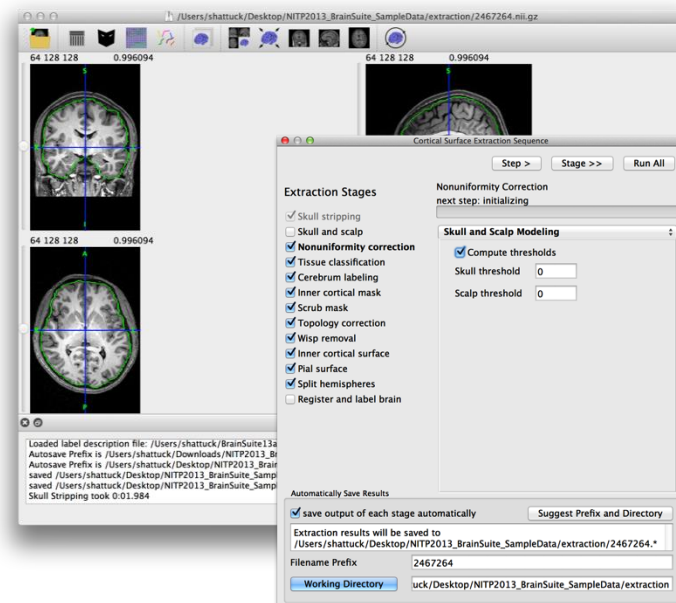 /Users/shattuck/Desktop/NITP2013_BrainSuite_SampleData/extraction/2467264.nii.gz
64 128 128 0.996094
64 128 128 0.996094
S
I
64 128 128 0.996094
A
P
Loaded label description file: /Users/shattuck/BrainSuite13a
Autosave Prefix is /Users/shattuck/Downloads/NITP2013_B
Autosave Prefix is /Users/shattuck/Desktop/NITP2013_Brain
saved /Users/shattuck/Desktop/NITP2013_BrainSuite_Samp
saved /Users/shattuck/Desktop/NITP2013_BrainSuite_Samp
Skull Stripping took 0:01.984
Cortical Surface Extraction Sequence
Step > Stage >> Run All
Extraction Stages
Skull stripping
Skull and scalp
Nonuniformity correction
Tissue classification
Cerebrum labeling
Inner cortical mask
Scrub mask
Topology correction
Wisp removal
Inner cortical surface
Pial surface
Split hemispheres
Register and label brain
Nonuniformity Correction
next step: initializing
Skull and Scalp Modeling
Compute thresholds
Skull threshold 0
Scalp threshold 0
Automatically Save Results
save output of each stage automatically Suggest Prefix and Directory
Extraction results will be saved to
/Users/shattuck/Desktop/NITP2013_BrainSuite_SampleData/extraction/2467264.*
Filename Prefix 2467264
Working Directory uck/Desktop/NITP2013_BrainSuite_SampleData/extraction